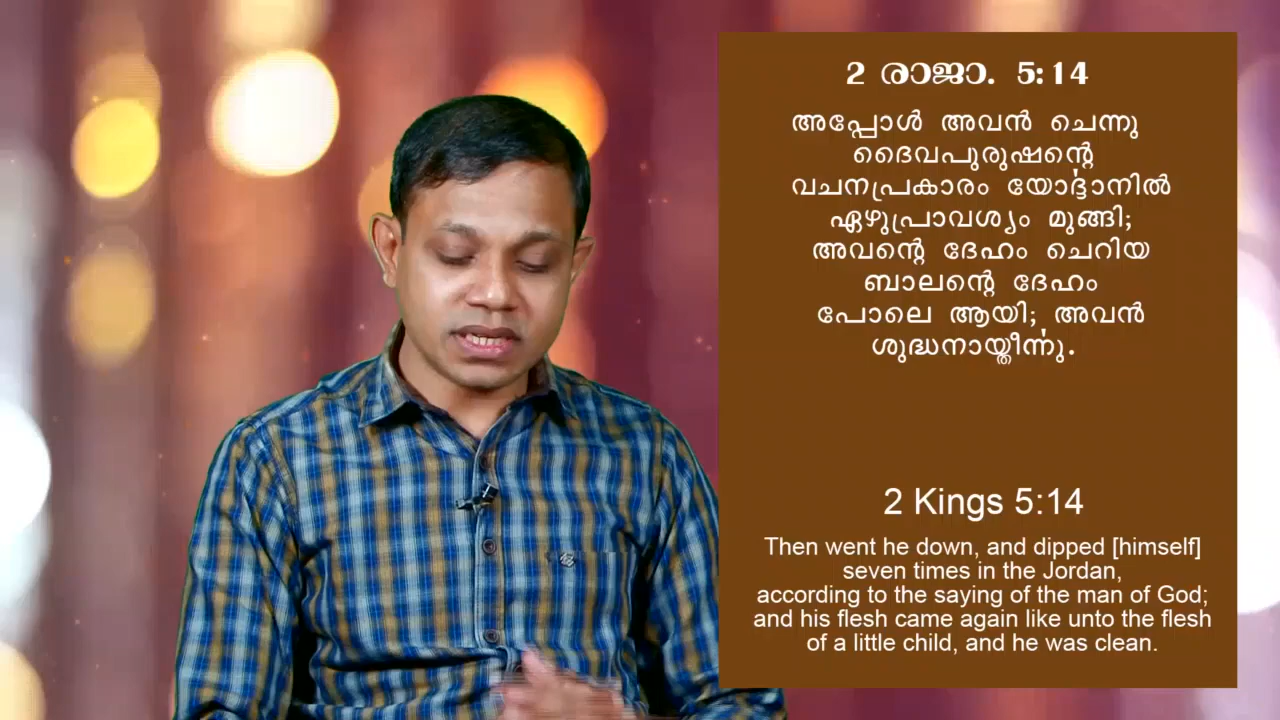 2 രാജാ. 5:14
അപ്പോൾ അവൻ ചെന്നു
ദൈവപുരുഷന്റെ
വചനപ്രകാരം യോർദ്ദാനിൽ
ഏഴുപ്രാവശ്യം മുങ്ങി;
അവന്റെ ദേഹം ചെറിയ
ബാലന്റെ ദേഹം
പോലെ ആയി; അവൻ
ശുദ്ധനായ്തീർന്നു.
2 Kings 5:14
Then went he down, and dipped [himself]
seven times in the Jordan,
according to the saying of the man of God;
and his flesh came again like unto the flesh
of a little child, and he was clean.